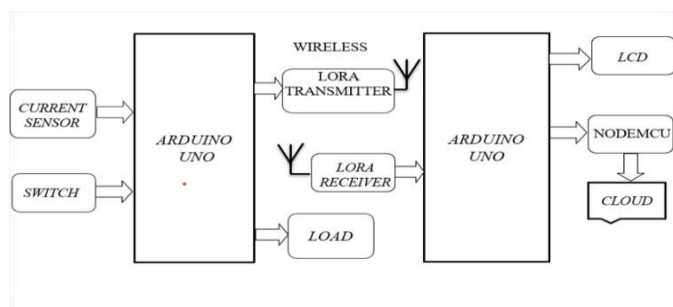 WIRELESS
CURRENT
SENSOR
SWITCH
ARDUINO
UNO
LORA
TRANSMITTER
LORA
RECEIVER
LOAD
ARDUINO
UNO
LCD
NODEMCU
CLOUD